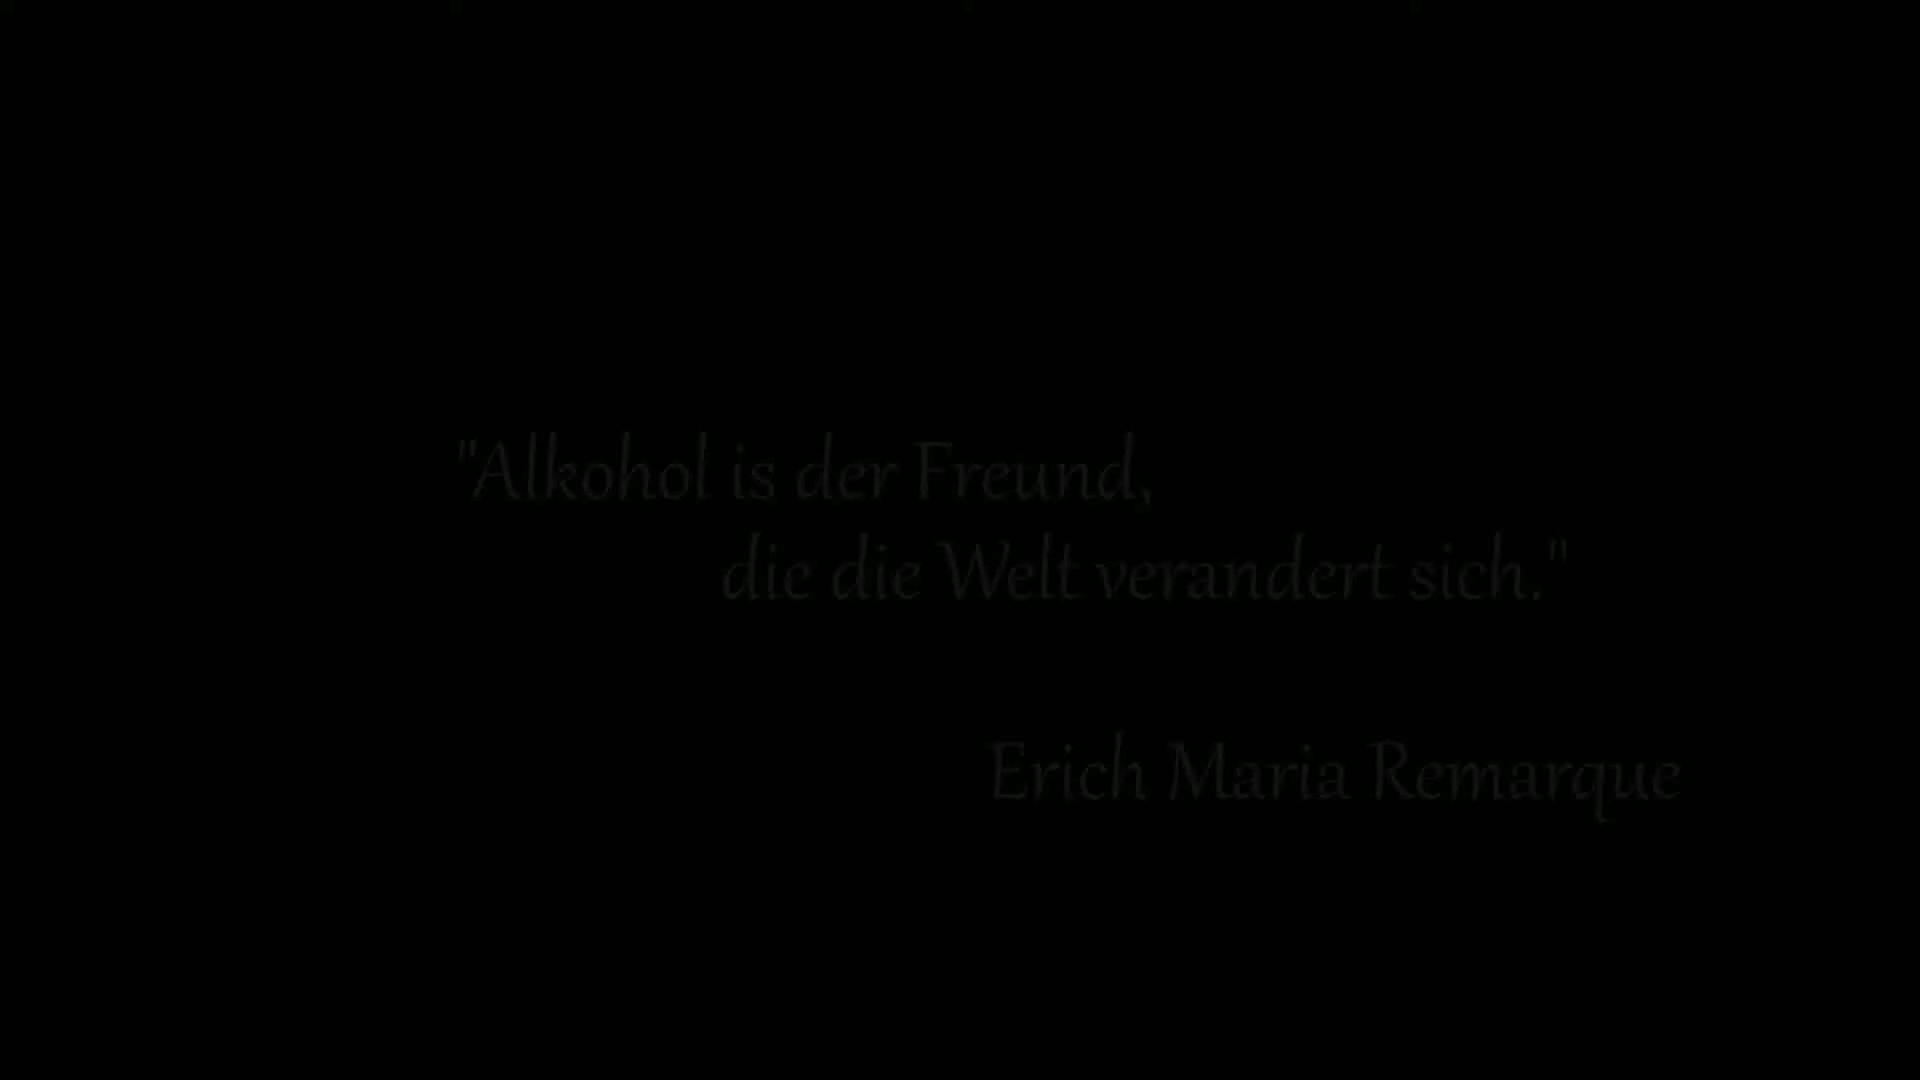 "Alkohol is der Freund,
die die Welt verandert sich."
Erich Maria Remarque